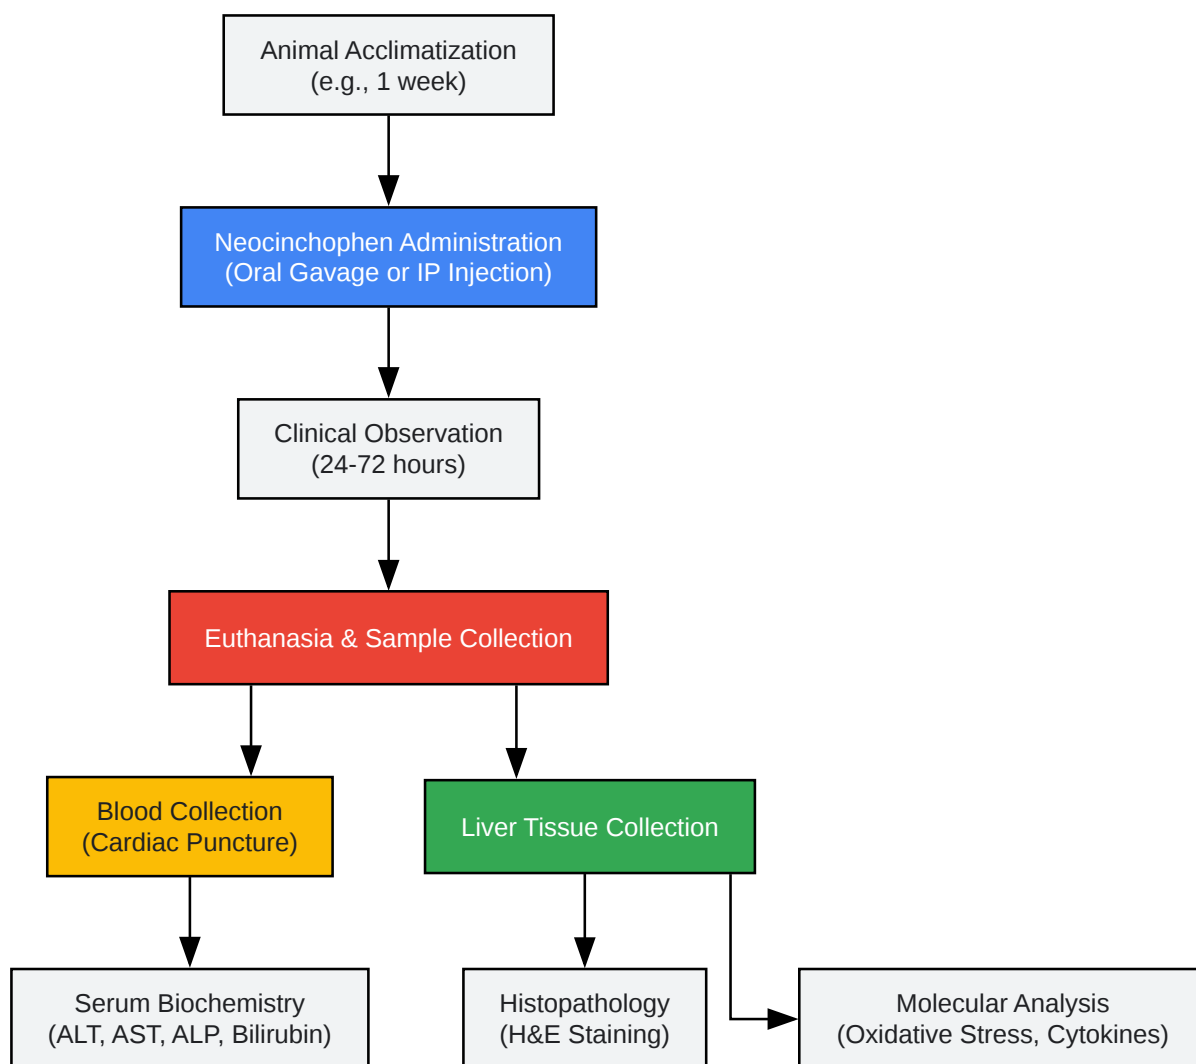 Animal Acclimatization
(e.g., 1 week)
Neocinchophen Administration
(Oral Gavage or IP Injection)
Clinical Observation
(24-72 hours)
Euthanasia & Sample Collection
Blood Collection
(Cardiac Puncture)
Liver Tissue Collection
Serum Biochemistry
(ALT, AST, ALP, Bilirubin)
Histopathology
(H&E Staining)
Molecular Analysis
(Oxidative Stress, Cytokines)